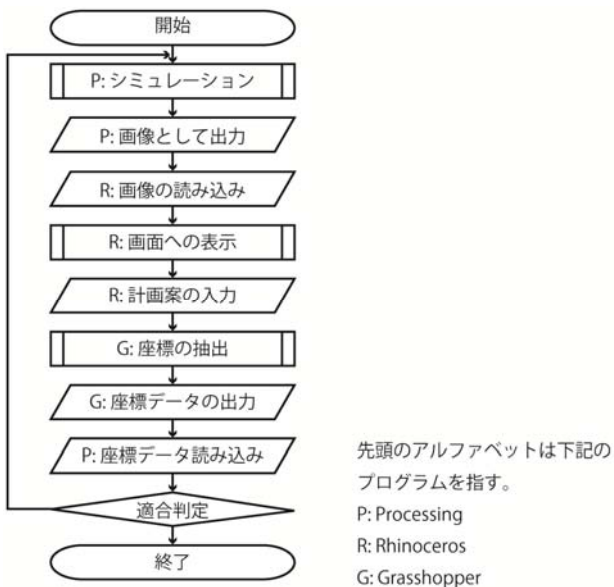 開始
P: シミュレーション
P: 画像として出力
R: 画像の読み込み
R: 画面への表示
R: 計画案の入力
G: 座標の抽出
G: 座標データの出力
P: 座標データ読み込み
適合判定
終了
先頭のアルファベットは下記の
プログラムを指す。
P: Processing
R: Rhinoceros
G: Grasshopper